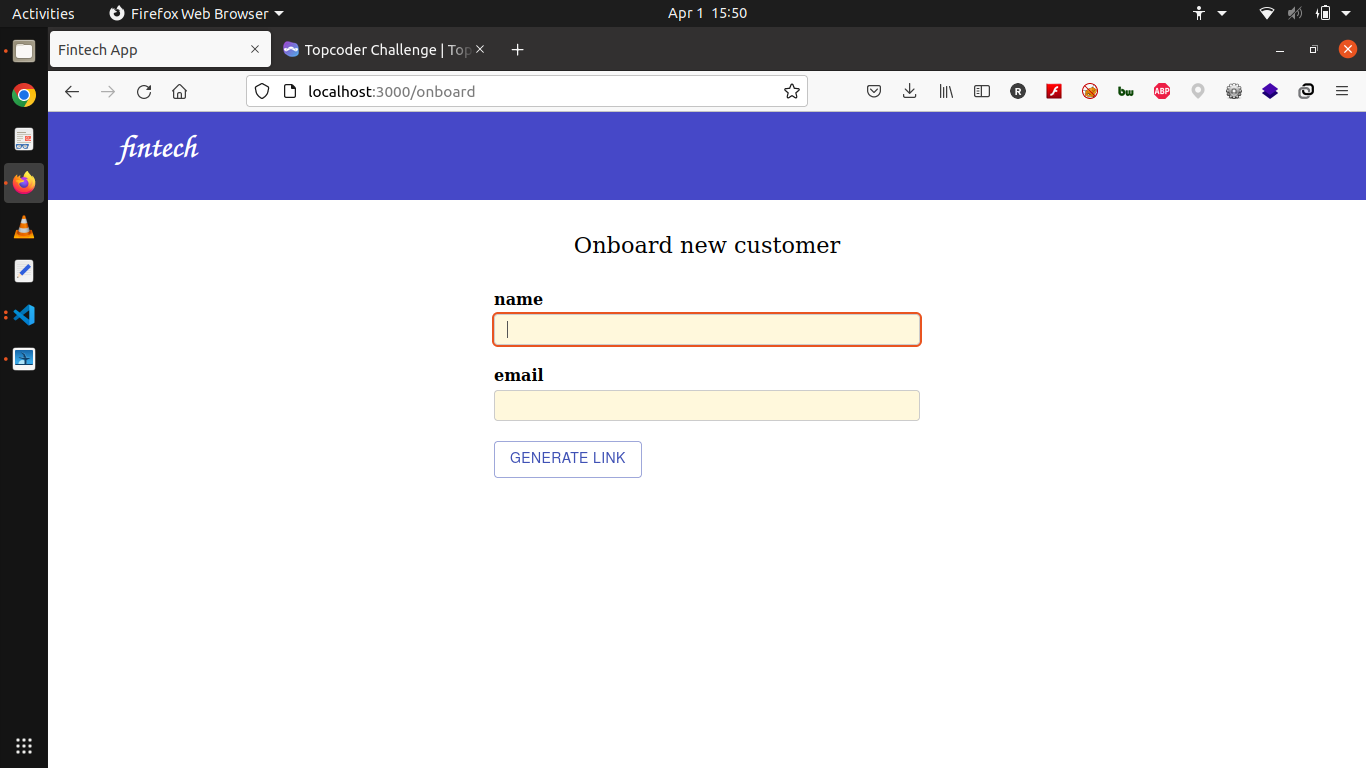 Activities
Firefox Web Browser
Apr 1 15:50
Fintech App
Topcoder Challenge | Top
localhost:3000/onboard
R
bw
ABP
fintech
Onboard new customer
name
email
GENERATE LINK